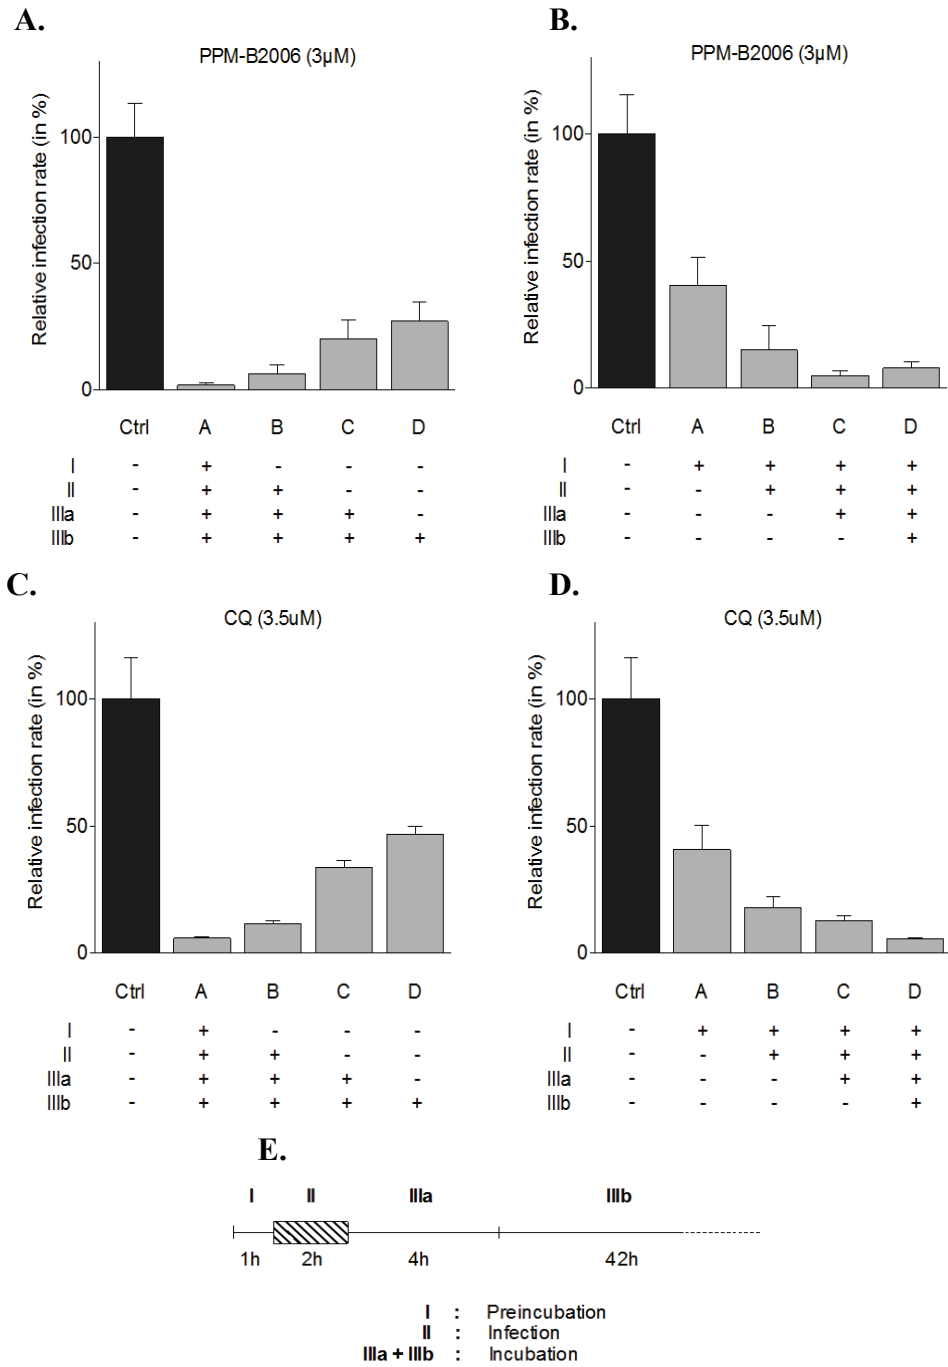 A.
PPM-B2006 (3µM)
Relative infection rate (in %)
100
50
0
Ctrl A B C D
I - + - - -
II - + + - -
IIIa - + + + -
IIIb - + + + +
B.
PPM-B2006 (3µM)
Relative infection rate (in %)
100
50
0
Ctrl A B C D
I - + + + +
II - - + + +
IIIa - - - + +
IIIb - - - - +
C.
CQ (3.5uM)
Relative infection rate (in %)
100
50
0
Ctrl A B C D
I - + - - -
II - + + - -
IIIa - + + + -
IIIb - + + + +
D.
CQ (3.5uM)
Relative infection rate (in %)
100
50
0
Ctrl A B C D
I - + + + +
II - - + + +
IIIa - - - + +
IIIb - - - - +
E.
I II IIIa IIIb
1h 2h 4h 42h
I : Preincubation
II : Infection
IIIa + IIIb : Incubation